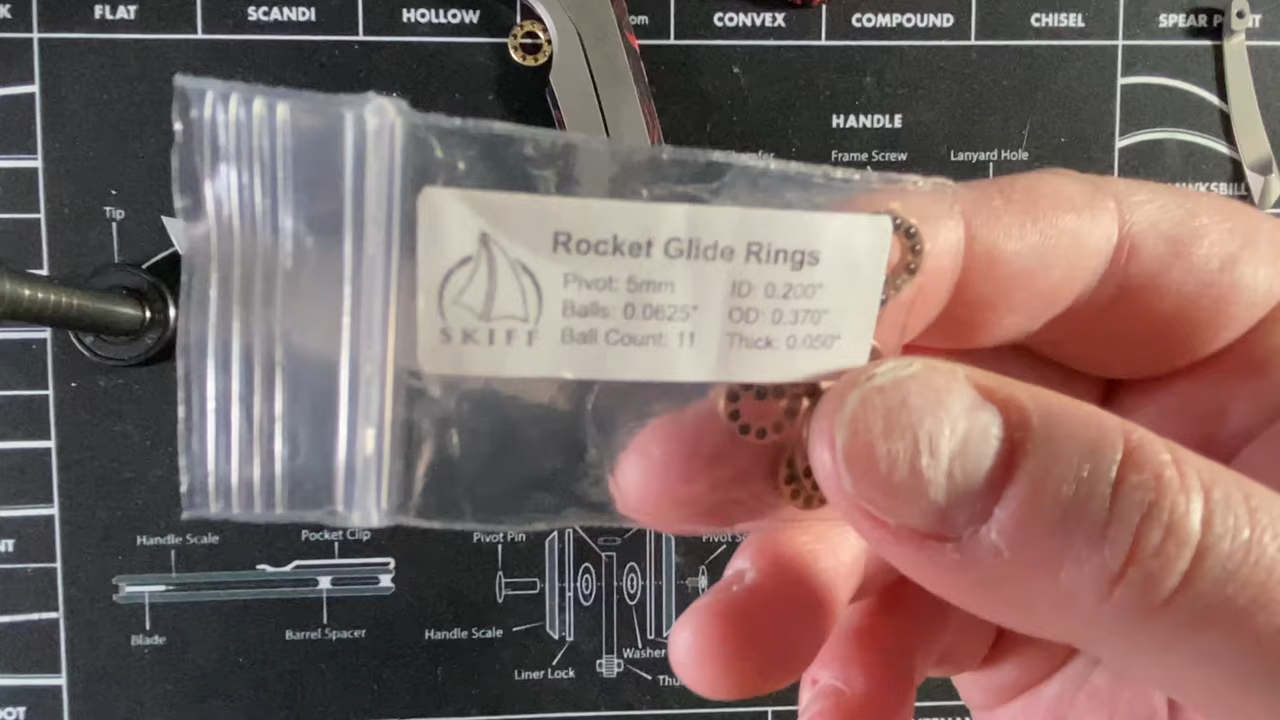 FLAT
SCANDI
HOLLOW
CONVEX
COMPOUND
CHISEL
SPEAR
HANDLE
Frame Screw
Lanyard Hole
Tip
Rocket Glide Rings
Pivot: 5mm
ID: 0.200"
Balls: 0.0625"
OD: 0.370"
Ball Count: 11
Thick: 0.050"
SKIFF
Handle Scale
Pocket Clip
Pivot Pin
Blade
Barrel Spacer
Handle Scale
Liner Lock
Washer